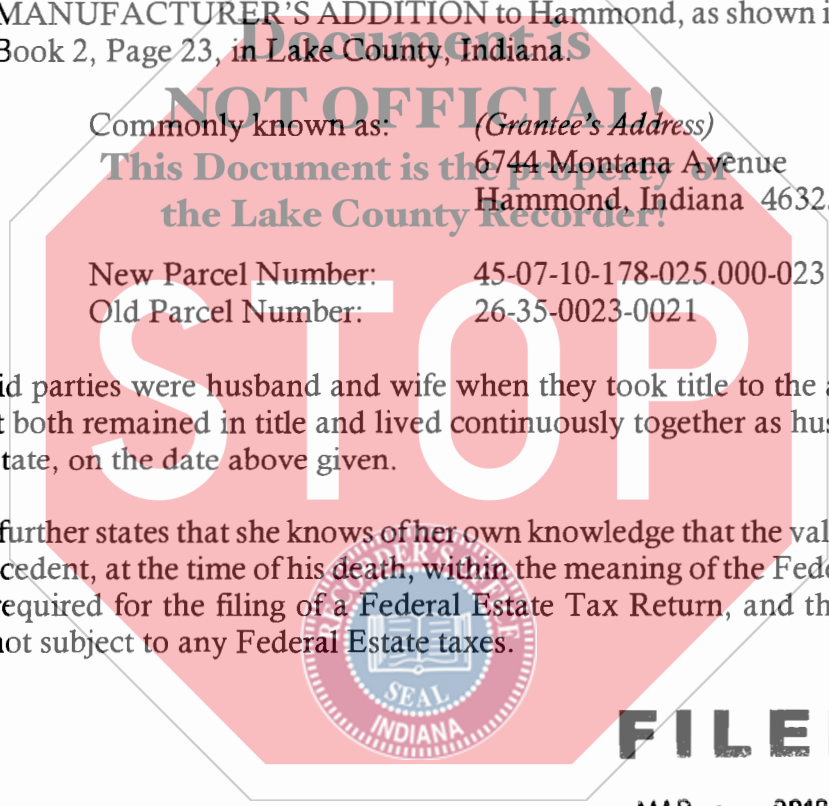 MANUFACTURER'S ADDITION to Hammond, as shown
Document is
Book 2, Page 23, in Lake County, Indiana.
NOT OFFICIAL!
Commonly known as: (Grantee's Address)
This Document is the property of
6744 Montana Avenue
the Lake County Recorder!
Hammond, Indiana 4632
New Parcel Number: 45-07-10-178-025.000-023
Old Parcel Number: 26-35-0023-0021
STOP
id parties were husband and wife when they took title to the
t both remained in title and lived continuously together as hus
tate, on the date above given.
further states that she knows of her own knowledge that the val
cedent, at the time of his death, within the meaning of the Fede
equired for the filing of a Federal Estate Tax Return, and th
not subject to any Federal Estate taxes.
RECORDER'S OFFICE
SEAL
INDIANA
FILE